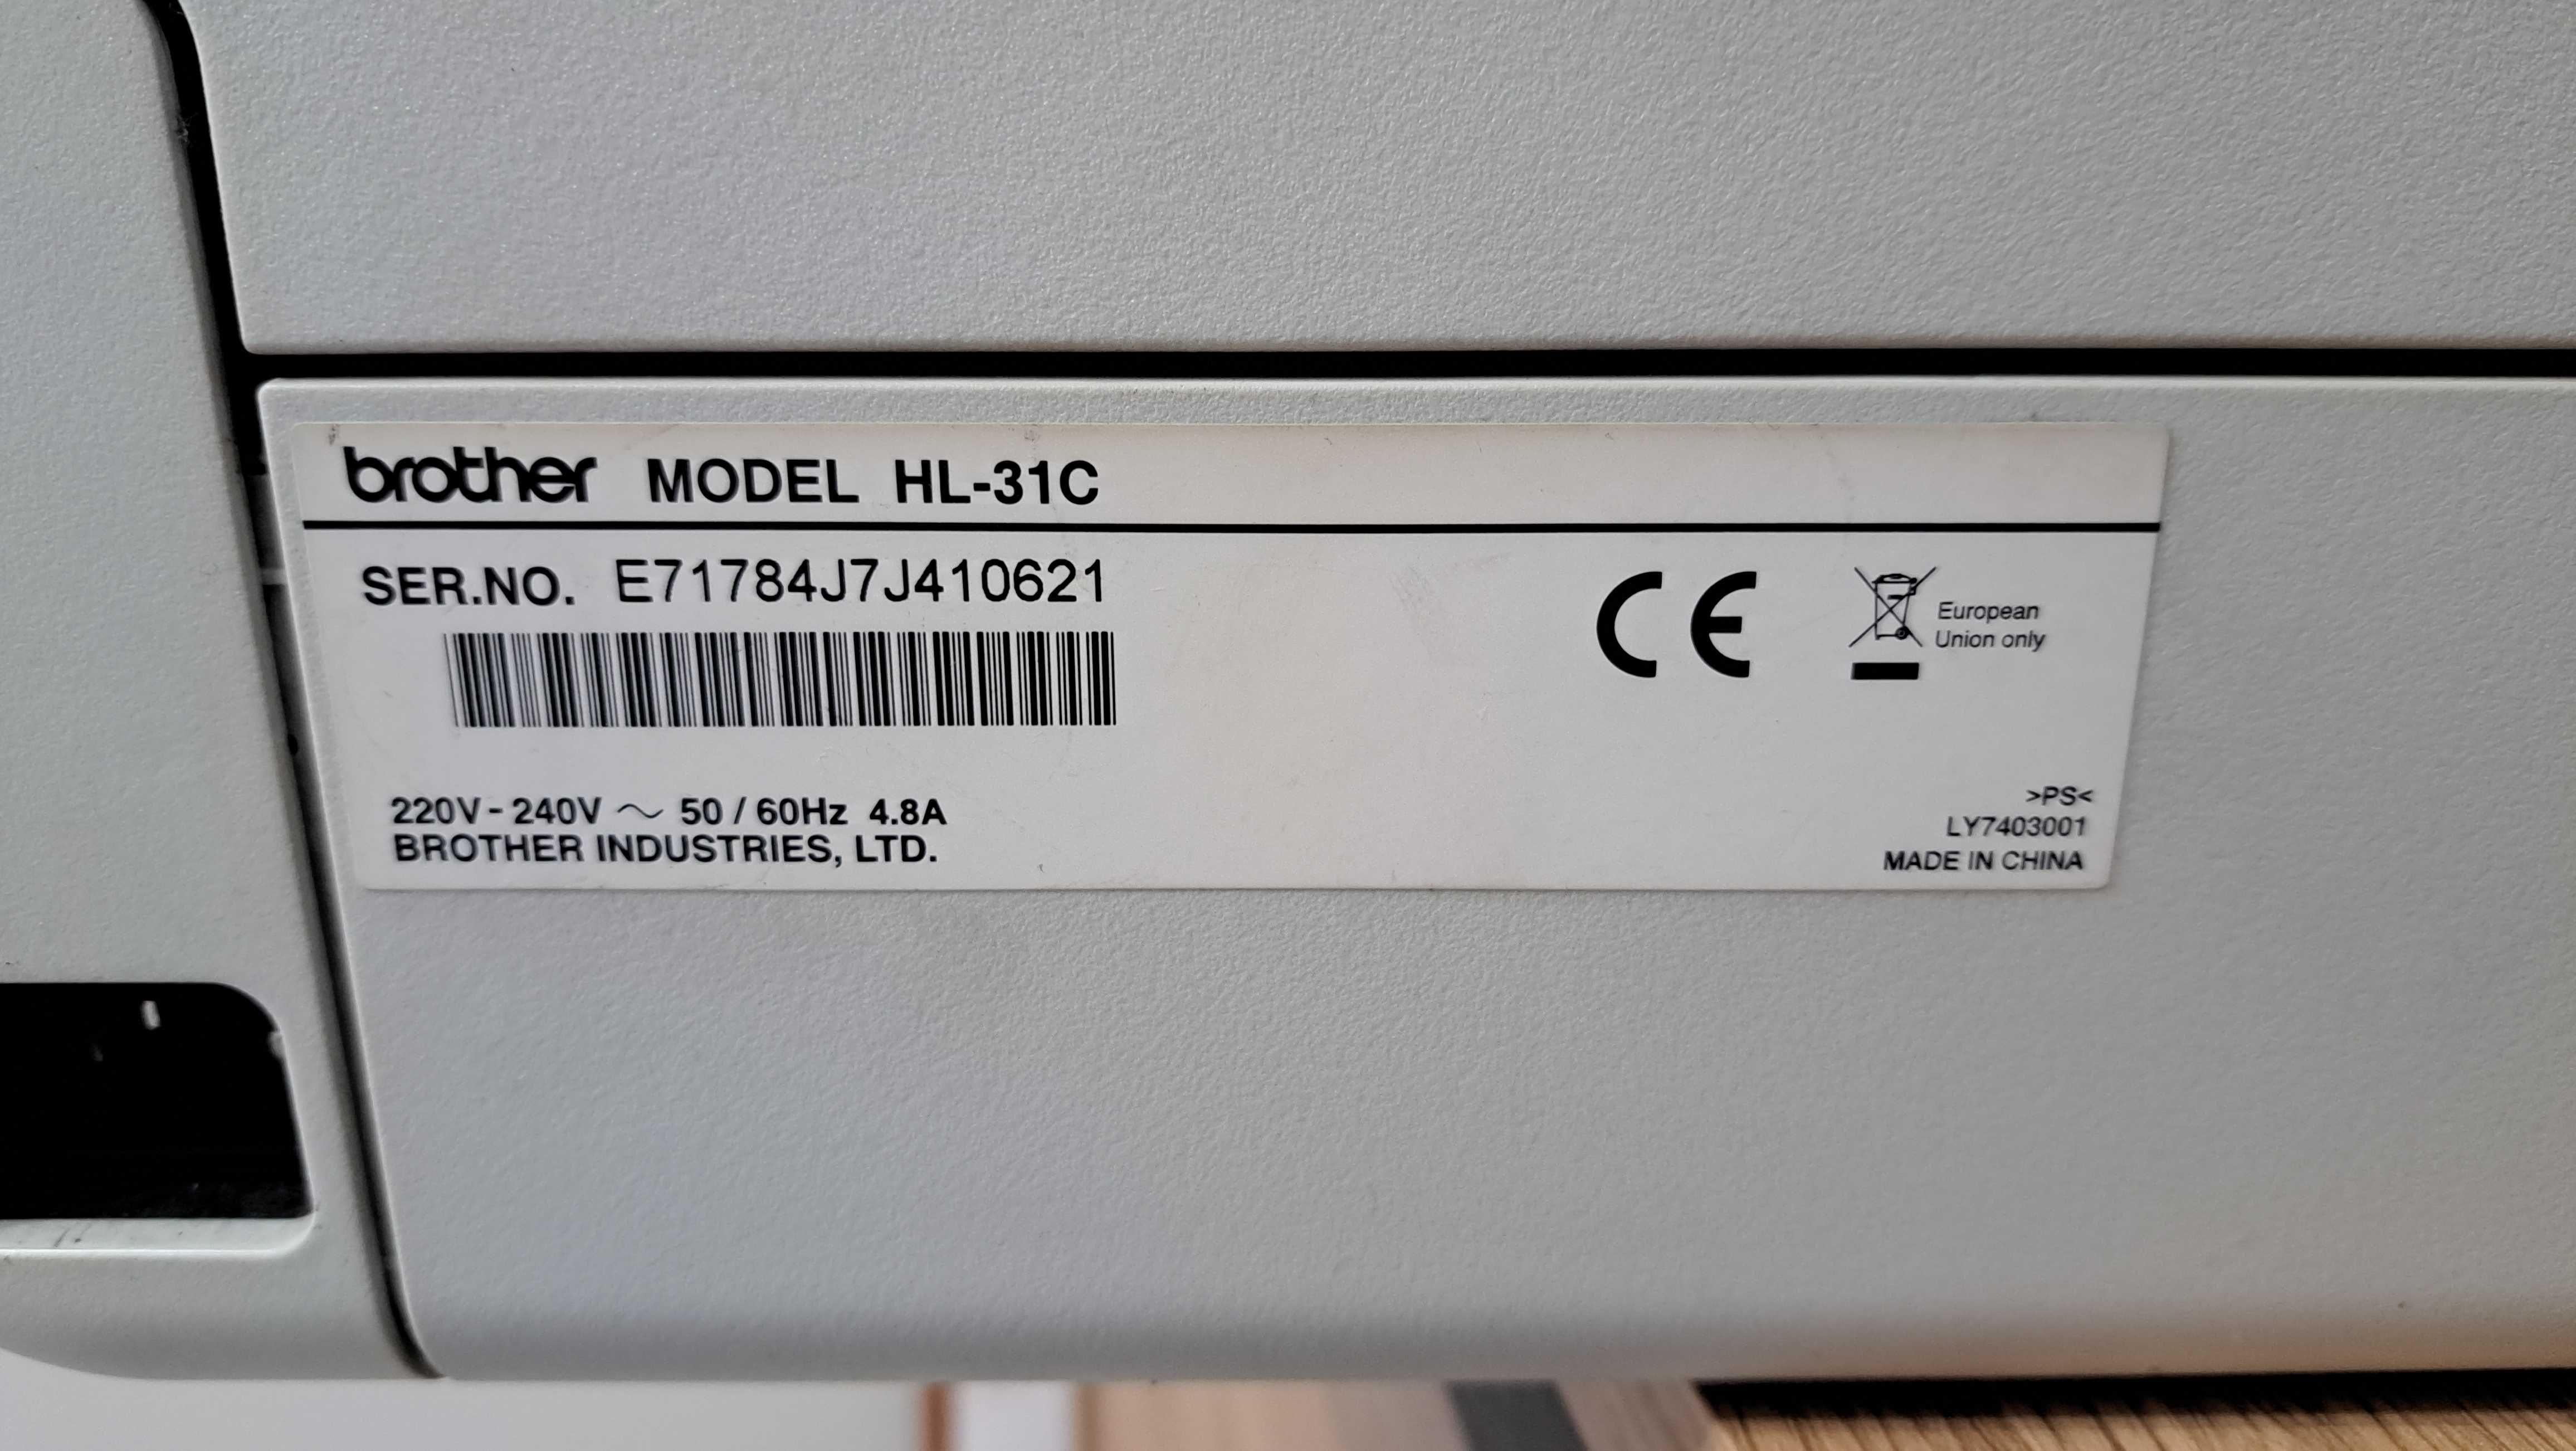 brother MODEL HL-31C
SER.NO. E71784J7J410621
CE
European
Union only
220V - 240V ～ 50 / 60Hz 4.8A
BROTHER INDUSTRIES, LTD.
>PS<
LY7403001
MADE IN CHINA